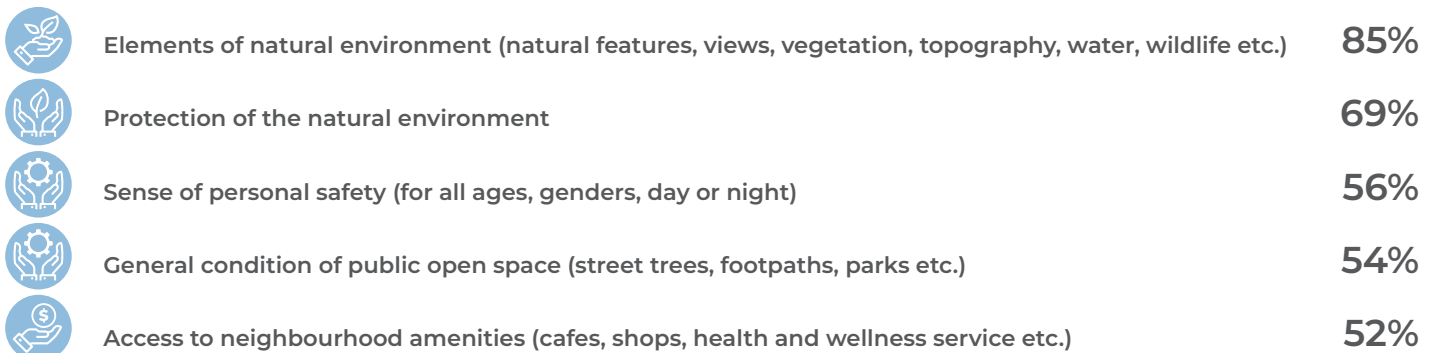 Elements of natural environment (natural features, views, vegetation, topography, water, wildlife etc.) 85%
Protection of the natural environment 69%
Sense of personal safety (for all ages, genders, day or night) 56%
General condition of public open space (street trees, footpaths, parks etc.) 54%
$
Access to neighbourhood amenities (cafes, shops, health and wellness service etc.) 52%